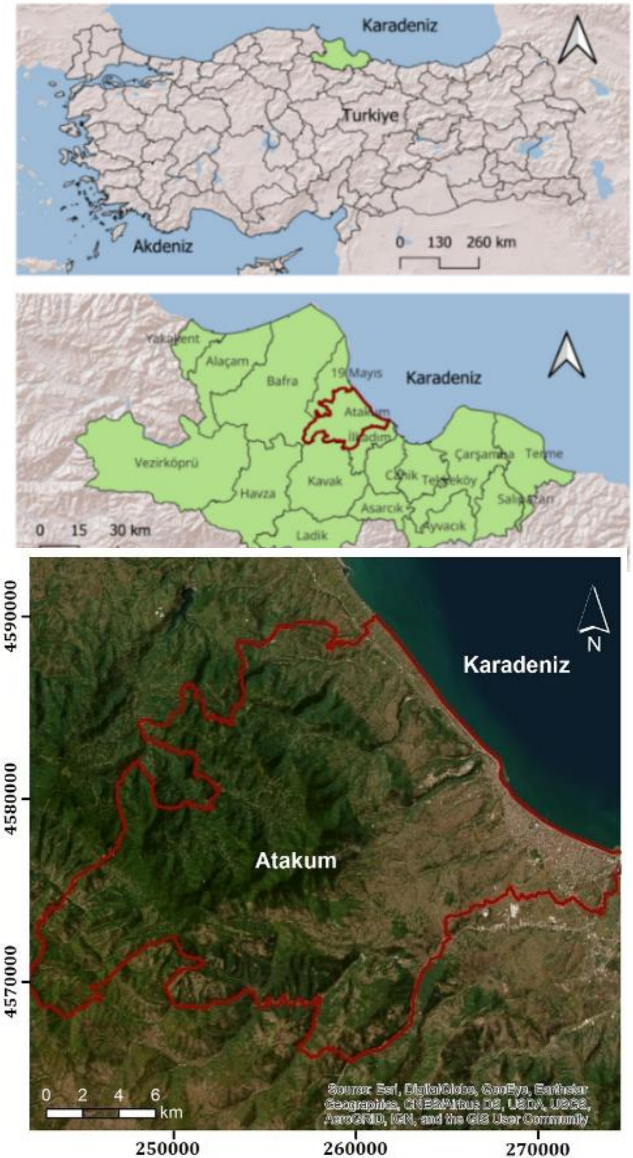 Karadeniz
Turkiye
Akdeniz
0 130 260 km
Yakakent
Alaçam
Bafra
19 Mayıs
Karadeniz
Atakum
İlkadım
Vezirköprü
Havza
Kavak
Canik
Tekkeköy
Çarşamba
Terme
Salıpazarı
Asarcık
Ayvacık
Ladik
0 15 30 km
4590000
4580000
4570000
N
Karadeniz
Atakum
0 2 4 6
km
Source: Esri, DigitalGlobe, GeoEye, Earthstar
Geographics, CNES/Airbus DS, USDA, USGS,
AeroGRID, IGN, and the GIS User Community
250000 260000 270000